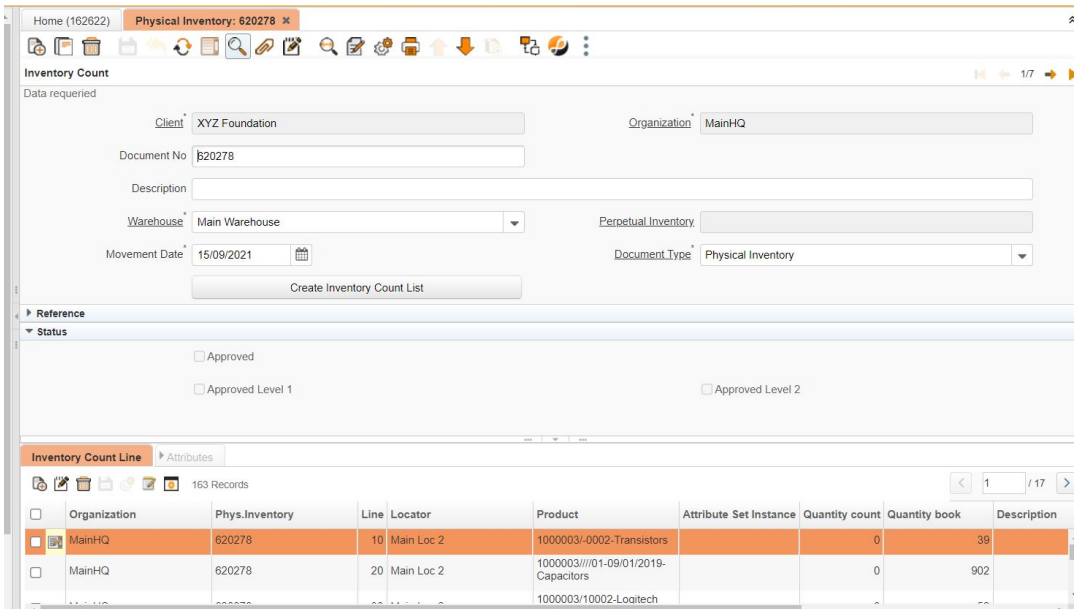 Home (162622) Physical Inventory: 620278
Inventory Count 1/7
Data requeried
Client* XYZ Foundation Organization* MainHQ
Document No 620278
Description
Warehouse* Main Warehouse Perpetual Inventory
Movement Date* 15/09/2021 Document Type* Physical Inventory
Create Inventory Count List
Reference
Status
Approved
Approved Level 1 Approved Level 2
Inventory Count Line Attributes
163 Records 1 / 17
Organization Phys.Inventory Line Locator Product Attribute Set Instance Quantity count Quantity book Description
MainHQ 620278 10 Main Loc 2 1000003/-0002-Transistors 0 39
MainHQ 620278 20 Main Loc 2 1000003////01-09/01/2019-Capacitors 0 902
1000003/10002-Logitech